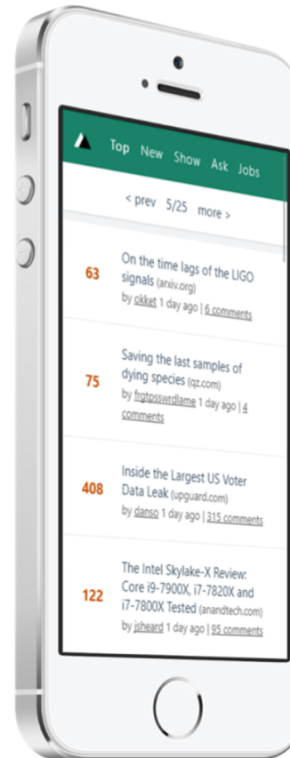 Top New Show Ask Jobs
< prev 5/25 more >
63
On the time lags of the LIGO
signals (arxiv.org)
by okket 1 day ago | 6 comments
75
Saving the last samples of
dying species (qz.com)
by frgtpsswrdlame 1 day ago | 4
comments
408
Inside the Largest US Voter
Data Leak (upguard.com)
by danso 1 day ago | 315 comments
122
The Intel Skylake-X Review:
Core i9-7900X, i7-7820X and
i7-7800X Tested (anandtech.com)
by jsheard 1 day ago | 95 comments